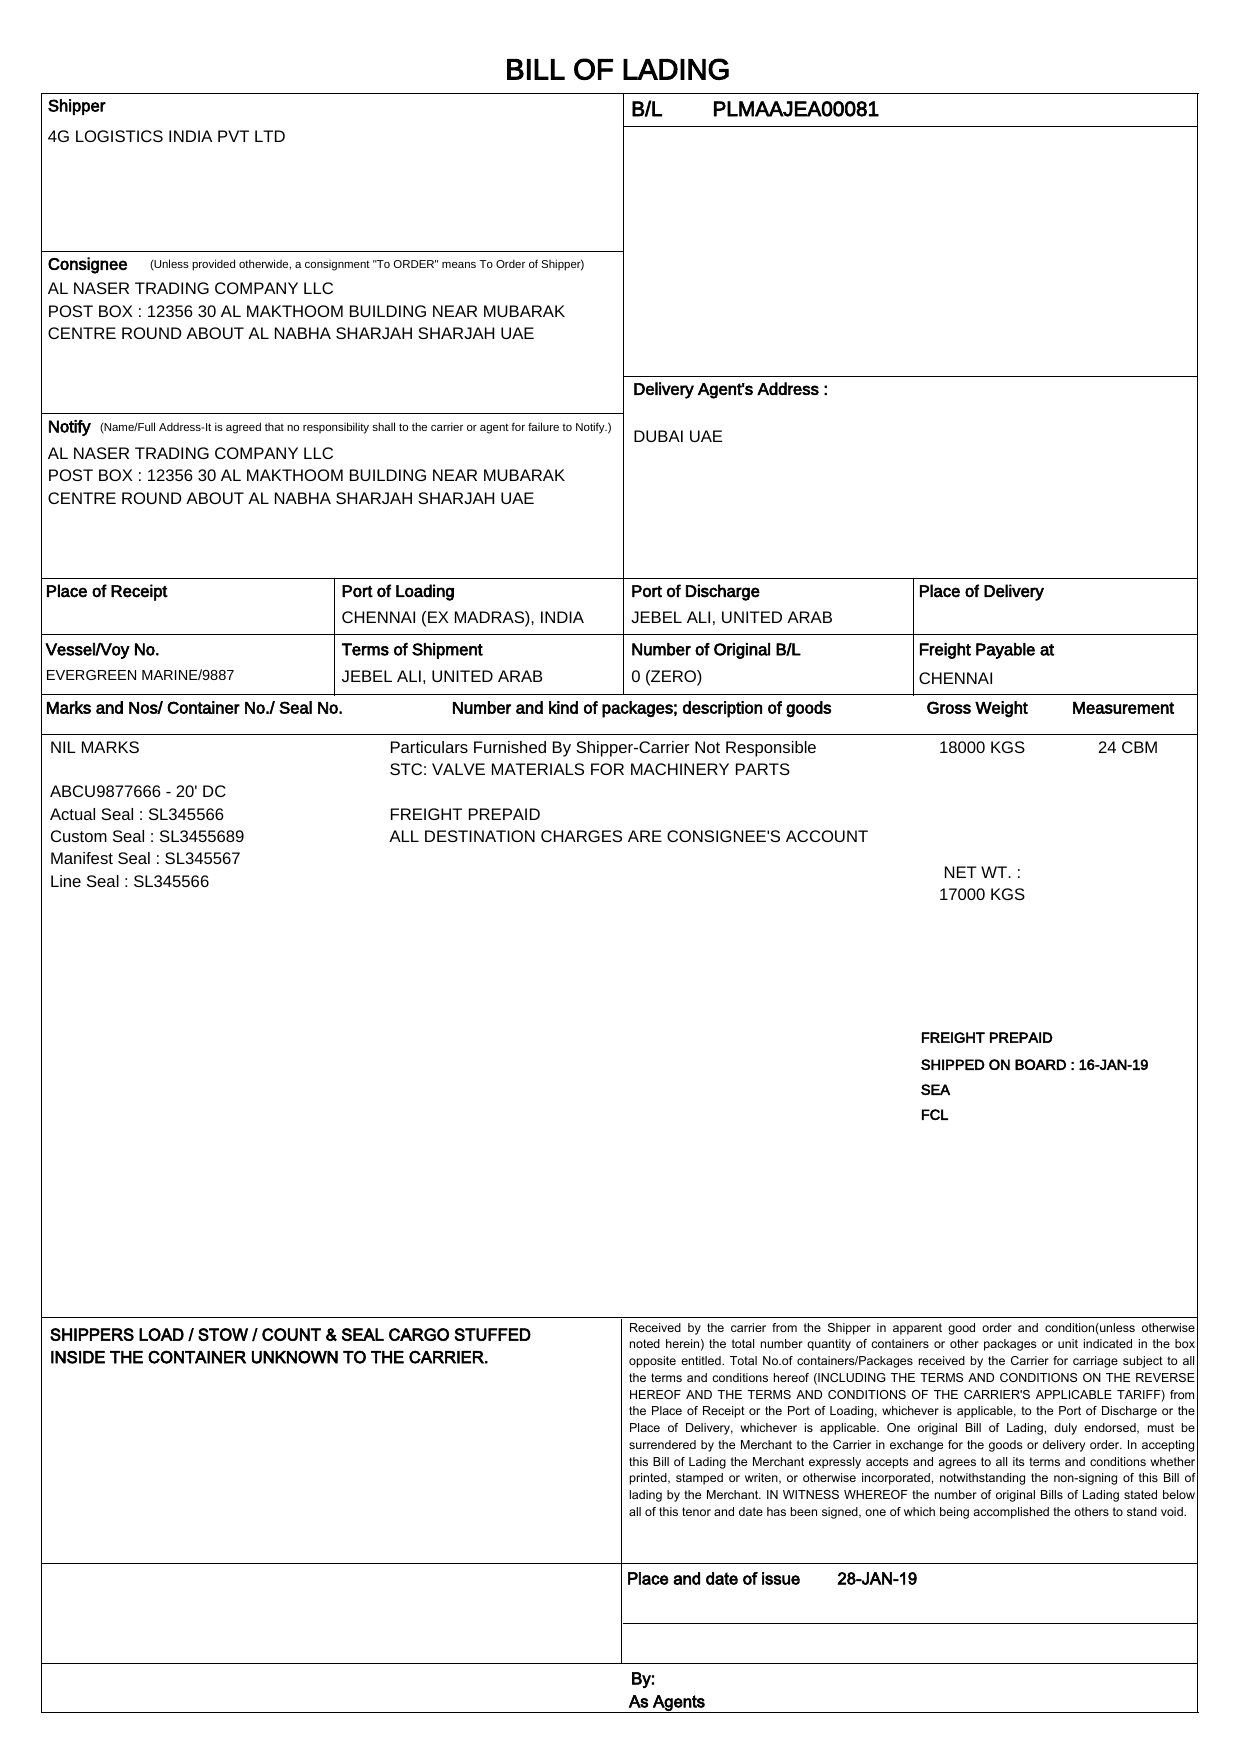 BILL OF LADING
Shipper
4G LOGISTICS INDIA PVT LTD
B/L PLMAAJEA00081
Consignee (Unless provided otherwide, a consignment "To ORDER" means To Order of Shipper)
AL NASER TRADING COMPANY LLC
POST BOX : 12356 30 AL MAKTHOOM BUILDING NEAR MUBARAK
CENTRE ROUND ABOUT AL NABHA SHARJAH SHARJAH UAE
Delivery Agent's Address :
DUBAI UAE
Notify (Name/Full Address-It is agreed that no responsibility shall to the carrier or agent for failure to Notify.)
AL NASER TRADING COMPANY LLC
POST BOX : 12356 30 AL MAKTHOOM BUILDING NEAR MUBARAK
CENTRE ROUND ABOUT AL NABHA SHARJAH SHARJAH UAE
Place of Receipt
Port of Loading
CHENNAI (EX MADRAS), INDIA
Port of Discharge
JEBEL ALI, UNITED ARAB
Place of Delivery
Vessel/Voy No.
EVERGREEN MARINE/9887
Terms of Shipment
JEBEL ALI, UNITED ARAB
Number of Original B/L
0 (ZERO)
Freight Payable at
CHENNAI
Marks and Nos/ Container No./ Seal No. Number and kind of packages; description of goods Gross Weight Measurement
NIL MARKS
ABCU9877666 - 20' DC
Actual Seal : SL345566
Custom Seal : SL3455689
Manifest Seal : SL345567
Line Seal : SL345566
Particulars Furnished By Shipper-Carrier Not Responsible
STC: VALVE MATERIALS FOR MACHINERY PARTS
FREIGHT PREPAID
ALL DESTINATION CHARGES ARE CONSIGNEE'S ACCOUNT
18000 KGS
24 CBM
NET WT. :
17000 KGS
FREIGHT PREPAID
SHIPPED ON BOARD : 16-JAN-19
SEA
FCL
SHIPPERS LOAD / STOW / COUNT & SEAL CARGO STUFFED
INSIDE THE CONTAINER UNKNOWN TO THE CARRIER.
Received by the carrier from the Shipper in apparent good order and condition(unless otherwise
noted herein) the total number quantity of containers or other packages or unit indicated in the box
opposite entitled. Total No.of containers/Packages received by the Carrier for carriage subject to all
the terms and conditions hereof (INCLUDING THE TERMS AND CONDITIONS ON THE REVERSE
HEREOF AND THE TERMS AND CONDITIONS OF THE CARRIER'S APPLICABLE TARIFF) from
the Place of Receipt or the Port of Loading, whichever is applicable, to the Port of Discharge or the
Place of Delivery, whichever is applicable. One original Bill of Lading, duly endorsed, must be
surrendered by the Merchant to the Carrier in exchange for the goods or delivery order. In accepting
this Bill of Lading the Merchant expressly accepts and agrees to all its terms and conditions whether
printed, stamped or writen, or otherwise incorporated, notwithstanding the non-signing of this Bill of
lading by the Merchant. IN WITNESS WHEREOF the number of original Bills of Lading stated below
all of this tenor and date has been signed, one of which being accomplished the others to stand void.
Place and date of issue 28-JAN-19
By:
As Agents